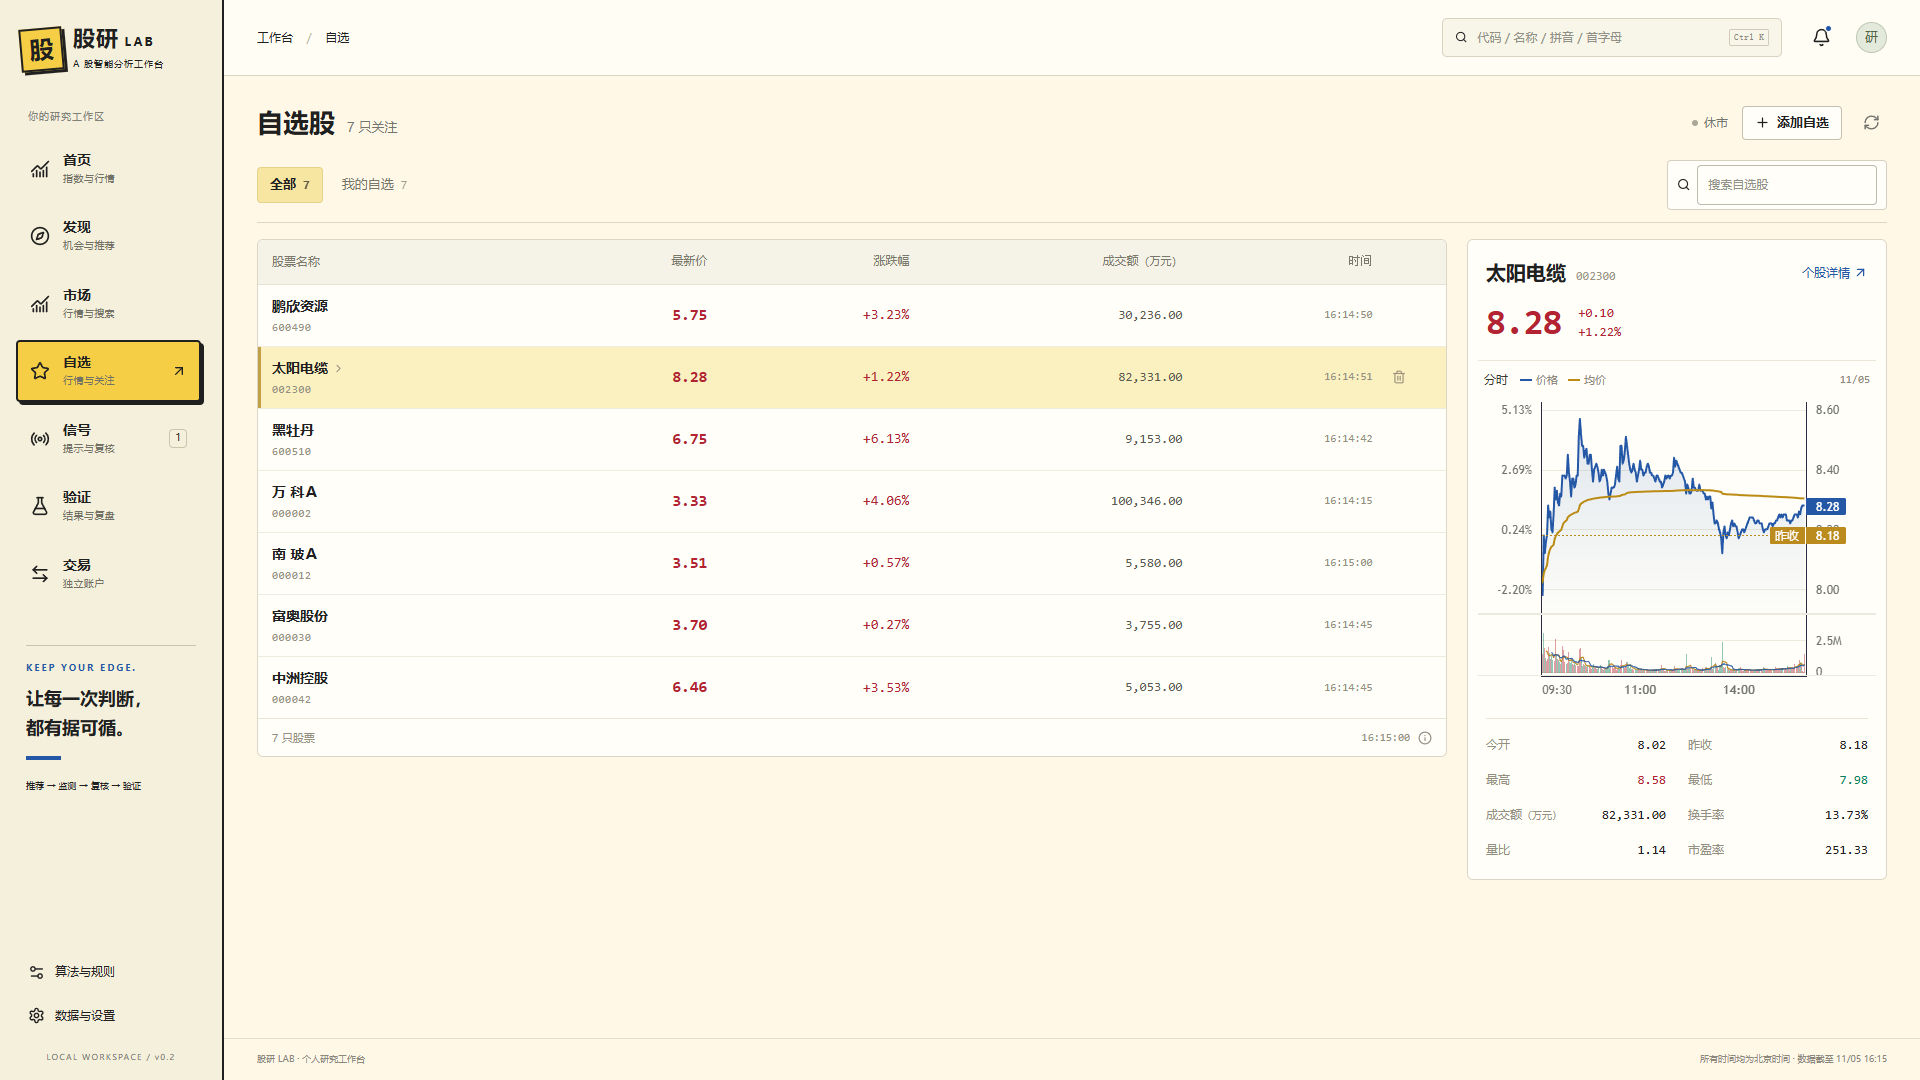 股
股研 LAB
A 股智能分析工作台
你的研究工作区
首页
指数与行情
发现
机会与推荐
市场
行情与搜索
自选
行情与关注
信号
提示与复核
1
验证
结果与复盘
交易
独立账户
KEEP YOUR EDGE.
让每一次判断,
都有据可循。
推荐 → 监测 → 复核 → 验证
算法与规则
数据与设置
LOCAL WORKSPACE / v0.2
工作台 / 自选
代码 / 名称 / 拼音 / 首字母 Ctrl K
研
自选股 7 只关注
休市
添加自选
全部 7 我的自选 7
搜索自选股
股票名称 最新价 涨跌幅 成交额 (万元) 时间
鹏欣资源
600490
5.75 +3.23% 30,236.00 16:14:50
太阳电缆
002300
8.28 +1.22% 82,331.00 16:14:51
黑牡丹
600510
6.75 +6.13% 9,153.00 16:14:42
万 科A
000002
3.33 +4.06% 100,346.00 16:14:15
南 玻A
000012
3.51 +0.57% 5,580.00 16:15:00
富奥股份
000030
3.70 +0.27% 3,755.00 16:14:45
中洲控股
000042
6.46 +3.53% 5,053.00 16:14:45
7 只股票 16:15:00
太阳电缆 002300 个股详情
8.28
+0.10
+1.22%
分时 价格 均价 11/05
5.13% 8.60
2.69% 8.40
8.28
0.24%
昨收 8.18
-2.20% 8.00
2.5M
0
09:30 11:00 14:00
今开 8.02 昨收 8.18
最高 8.58 最低 7.98
成交额 (万元) 82,331.00 换手率 13.73%
量比 1.14 市盈率 251.33
股研 LAB · 个人研究工作台
所有时间均为北京时间 · 数据截至 11/05 16:15